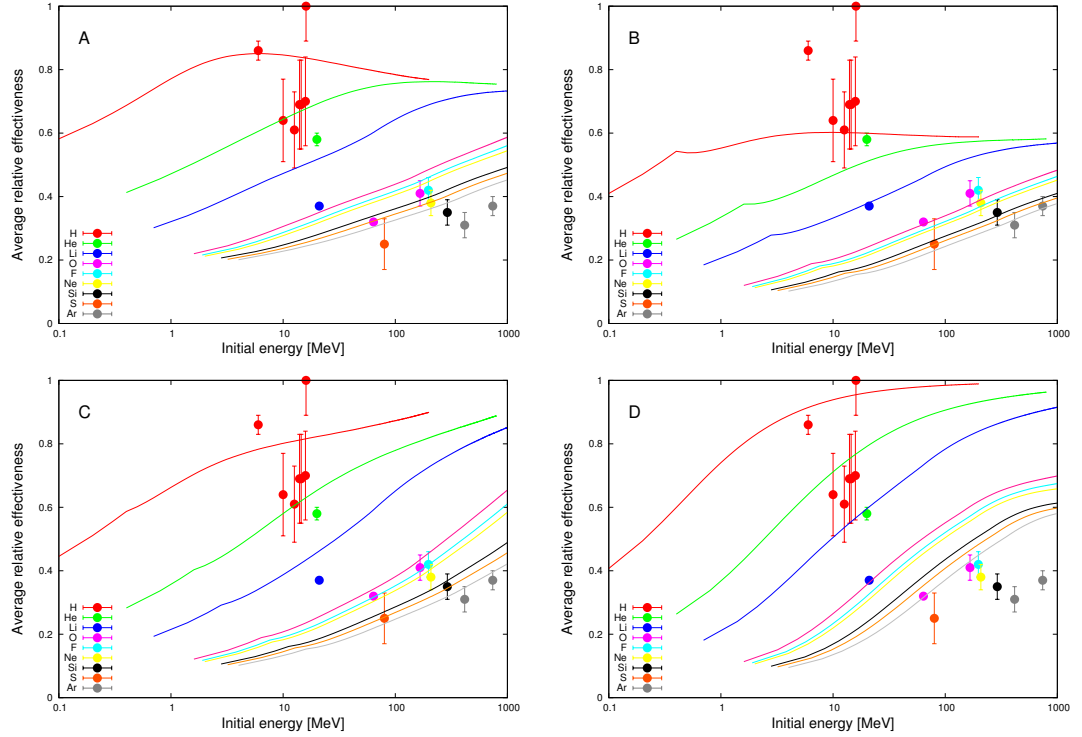 A
Average relative effectiveness
1
0.8
0.6
0.4
0.2
0
H
He
Li
O
F
Ne
Si
S
Ar
0.1 1 10 100 1000
Initial energy [MeV]
B
Average relative effectiveness
1
0.8
0.6
0.4
0.2
0
H
He
Li
O
F
Ne
Si
S
Ar
0.1 1 10 100 1000
Initial energy [MeV]
C
Average relative effectiveness
1
0.8
0.6
0.4
0.2
0
H
He
Li
O
F
Ne
Si
S
Ar
0.1 1 10 100 1000
Initial energy [MeV]
D
Average relative effectiveness
1
0.8
0.6
0.4
0.2
0
H
He
Li
O
F
Ne
Si
S
Ar
0.1 1 10 100 1000
Initial energy [MeV]